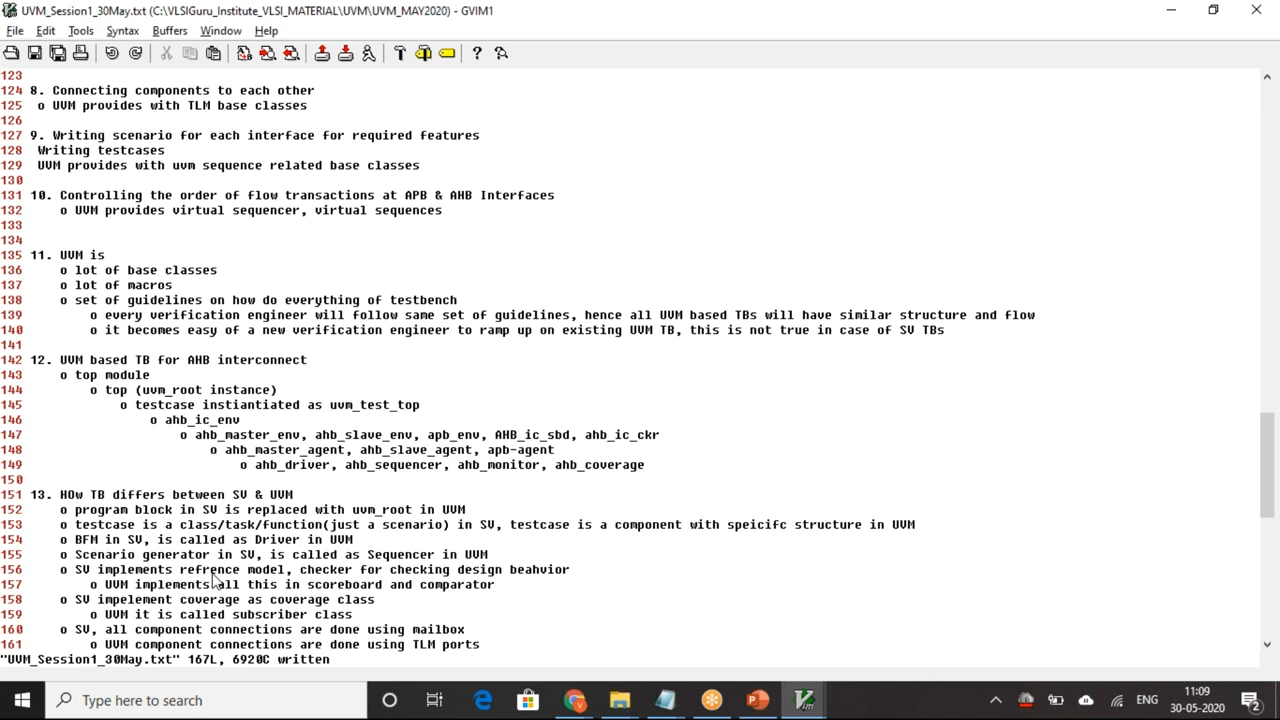 UVM_Session1_30May.txt (C:\VLSIGuru_Institute_VLSI_MATERIAL\UVM\UVM_MAY2020) - GVIM1
File Edit Tools Syntax Buffers Window Help
123
124 8. Connecting components to each other
125 o UVM provides with TLM base classes
126
127 9. Writing scenario for each interface for required features
128 Writing testcases
129 UVM provides with uvm sequence related base classes
130
131 10. Controlling the order of flow transactions at APB & AHB Interfaces
132 o UVM provides virtual sequencer, virtual sequences
133
134
135 11. UVM is
136 o lot of base classes
137 o lot of macros
138 o set of guidelines on how do everything of testbench
139 o every verification engineer will follow same set of guidelines, hence all UVM based TBs will have similar structure and flow
140 o it becomes easy of a new verification engineer to ramp up on existing UVM TB, this is not true in case of SV TBs
141
142 12. UVM based TB for AHB interconnect
143 o top module
144 o top (uvm_root instance)
145 o testcase instiantiated as uvm_test_top
146 o ahb_ic_env
147 o ahb_master_env, ahb_slave_env, apb_env, AHB_ic_sbd, ahb_ic_ckr
148 o ahb_master_agent, ahb_slave_agent, apb-agent
149 o ahb_driver, ahb_sequencer, ahb_monitor, ahb_coverage
150
151 13. HOw TB differs between SV & UVM
152 o program block in SV is replaced with uvm_root in UVM
153 o testcase is a class/task/function(just a scenario) in SV, testcase is a component with speicifc structure in UVM
154 o BFM in SV, is called as Driver in UVM
155 o Scenario generator in SV, is called as Sequencer in UVM
156 o SV implements refrence model, checker for checking design beahvior
157 o UVM implements all this in scoreboard and comparator
158 o SV impelement coverage as coverage class
159 o UVM it is called subscriber class
160 o SV, all component connections are done using mailbox
161 o UVM component connections are done using TLM ports
"UVM_Session1_30May.txt" 167L, 6920C written
Type here to search
ENG
11:09
30-05-2020
2